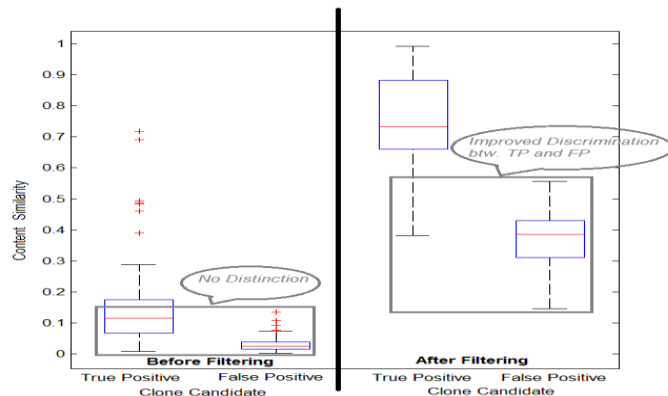 1
0.9
0.8
0.7
0.6
0.5
0.4
0.3
0.2
0.1
0
Content Similarity
No Distinction
Improved Discrimination
btw. TP and FP
Before Filtering
After Filtering
True Positive
False Positive
True Positive
False Positive
Clone Candidate
Clone Candidate